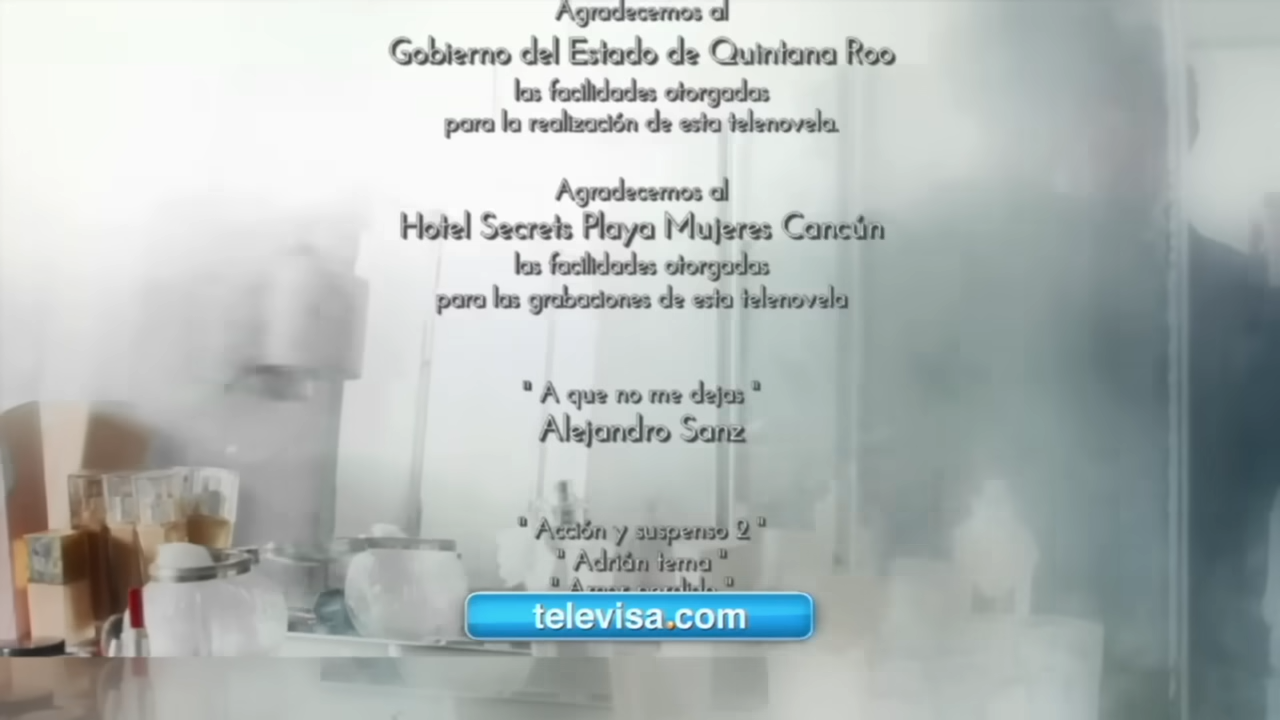 Agradecemos al
Gobierno del Estado de Quintana Roo
las facilidades otorgadas
para la realización de esta telenovela.
Agradecemos al
Hotel Secrets Playa Mujeres Cancún
las facilidades otorgadas
para las grabaciones de esta telenovela
" A que no me dejas "
Alejandro Sanz
" Acción y suspenso 2 "
" Adrián tema "
televisa.com